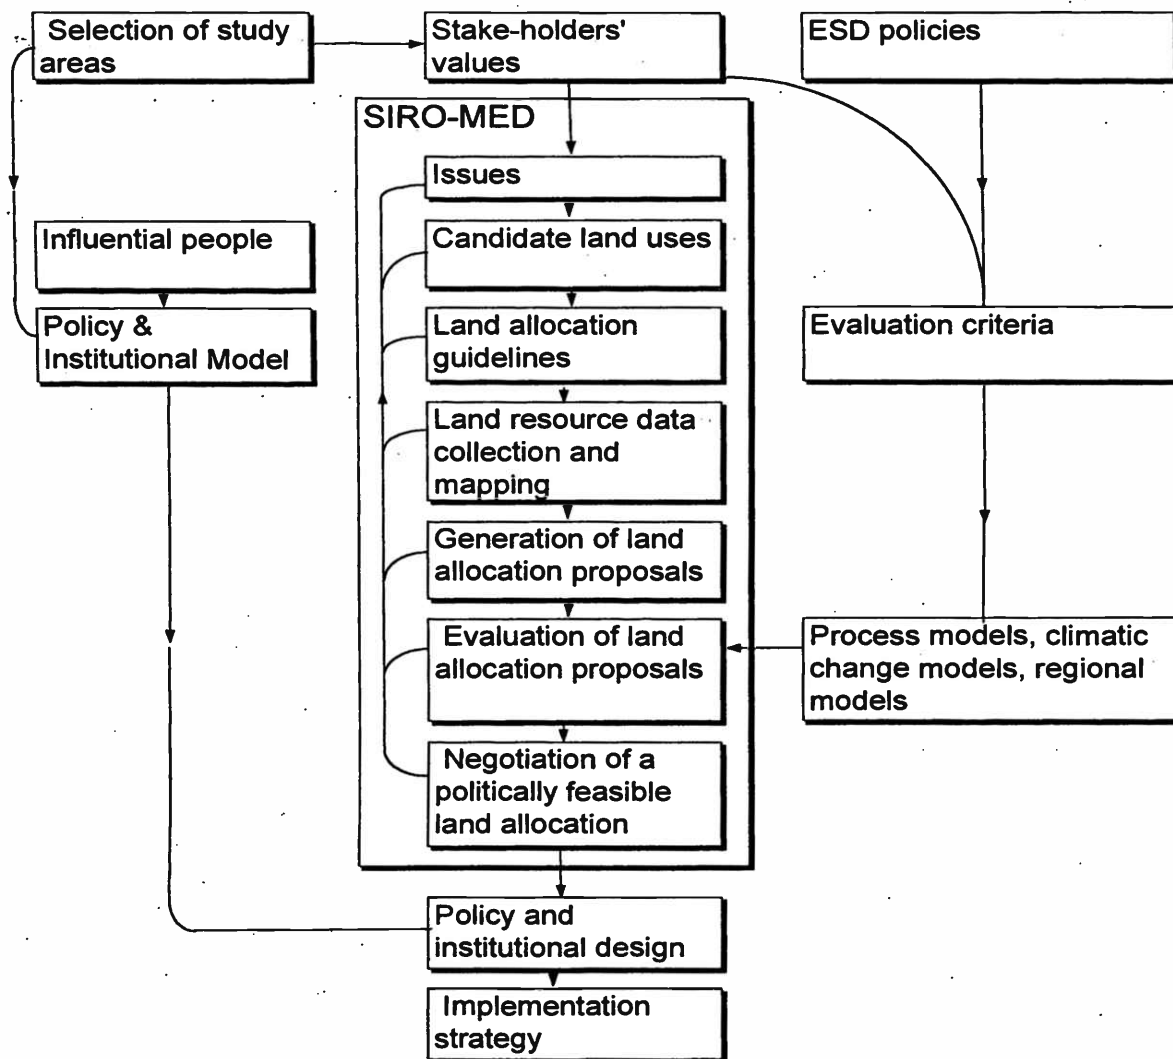 Selection of study
areas
Stake-holders'
values
ESD policies
SIRO-MED
Issues
Candidate land uses
Influential people
Land allocation
guidelines
Policy &
Institutional Model
Evaluation criteria
Land resource data
collection and
mapping
Generation of land
allocation proposals
Evaluation of land
allocation proposals
Process models, climatic
change models, regional
models
Negotiation of a
politically feasible
land allocation
Policy and
institutional design
Implementation
strategy